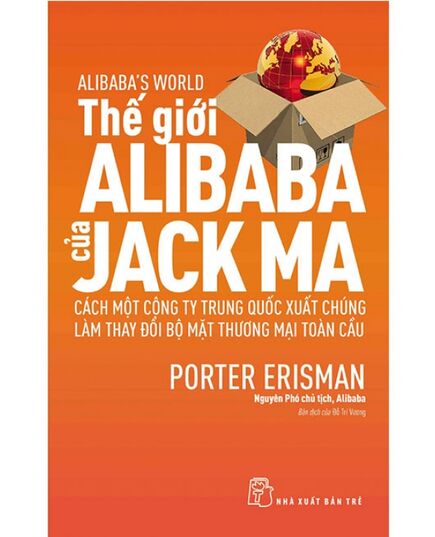 ALIBABA'S WORLD
Thế giới
ALIBABA
của
JACK MA
CÁCH MỘT CÔNG TY TRUNG QUỐC XUẤT CHÚNG
LÀM THAY ĐỔI BỘ MẶT THƯƠNG MẠI TOÀN CẦU
PORTER ERISMAN
Nguyên Phó chủ tịch, Alibaba
Bản dịch của Đỗ Trí Vương
NHÀ XUẤT BẢN TRẺ